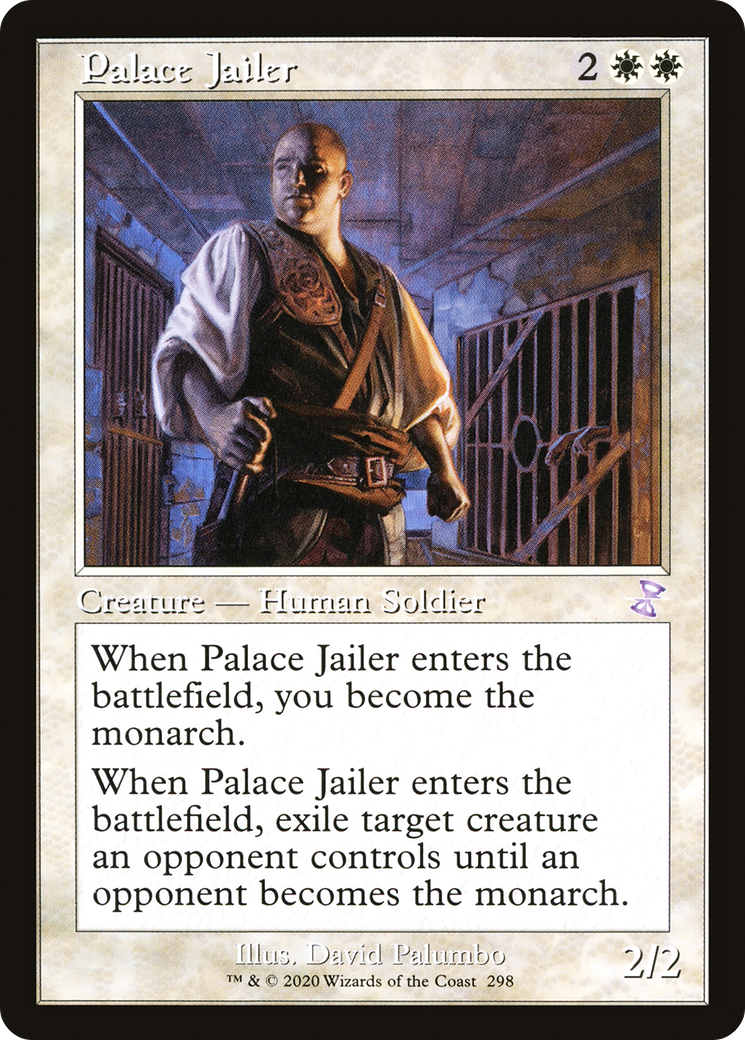 Palace Jailer 2
Creature — Human Soldier
When Palace Jailer enters the
battlefield, you become the
monarch.
When Palace Jailer enters the
battlefield, exile target creature
an opponent controls until an
opponent becomes the monarch.
Illus. David Palumbo
2/2
™ & © 2020 Wizards of the Coast 298